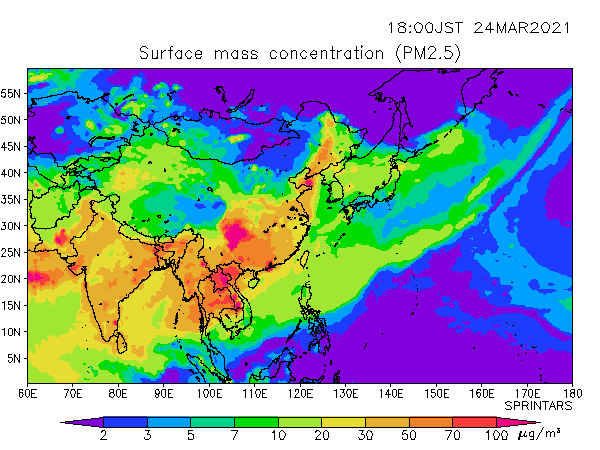 18:00JST 24MAR2021
Surface mass concentration (PM2.5)
55N
50N
45N
40N
35N
30N
25N
20N
15N
10N
5N
60E 70E 80E 90E 100E 110E 120E 130E 140E 150E 160E 170E 180
SPRINTARS
2 3 5 7 10 20 30 50 70 100 μg/m³